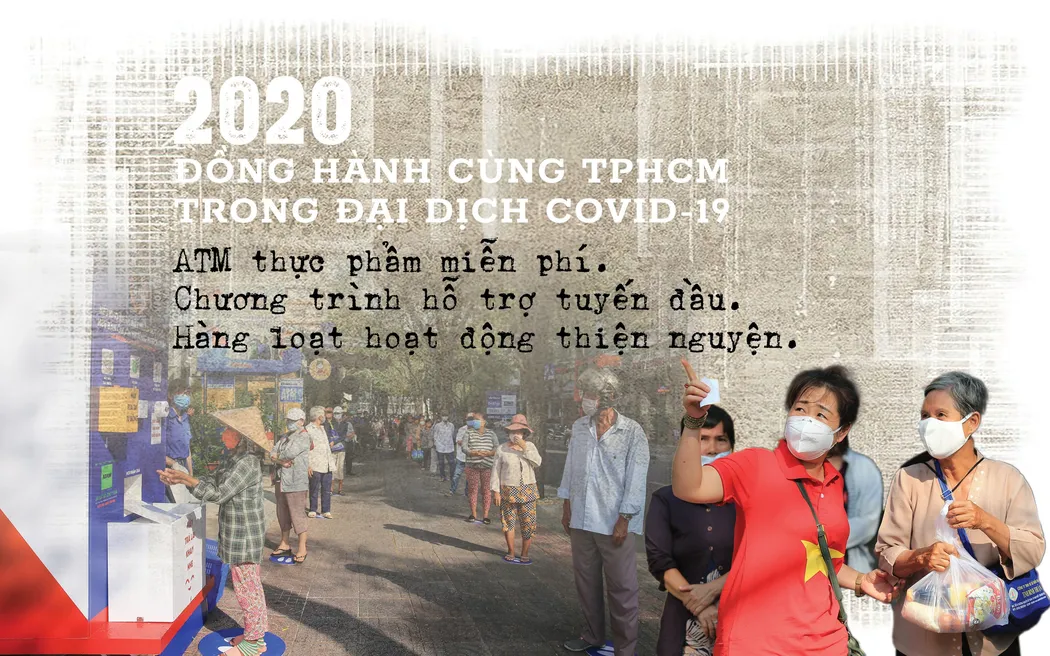 2020
ĐỒNG HÀNH CÙNG TPHCM
TRONG ĐẠI DỊCH COVID-19
ATM thực phẩm miễn phí.
Chương trình hỗ trợ tuyến đầu.
Hàng loạt hoạt động thiện nguyện.